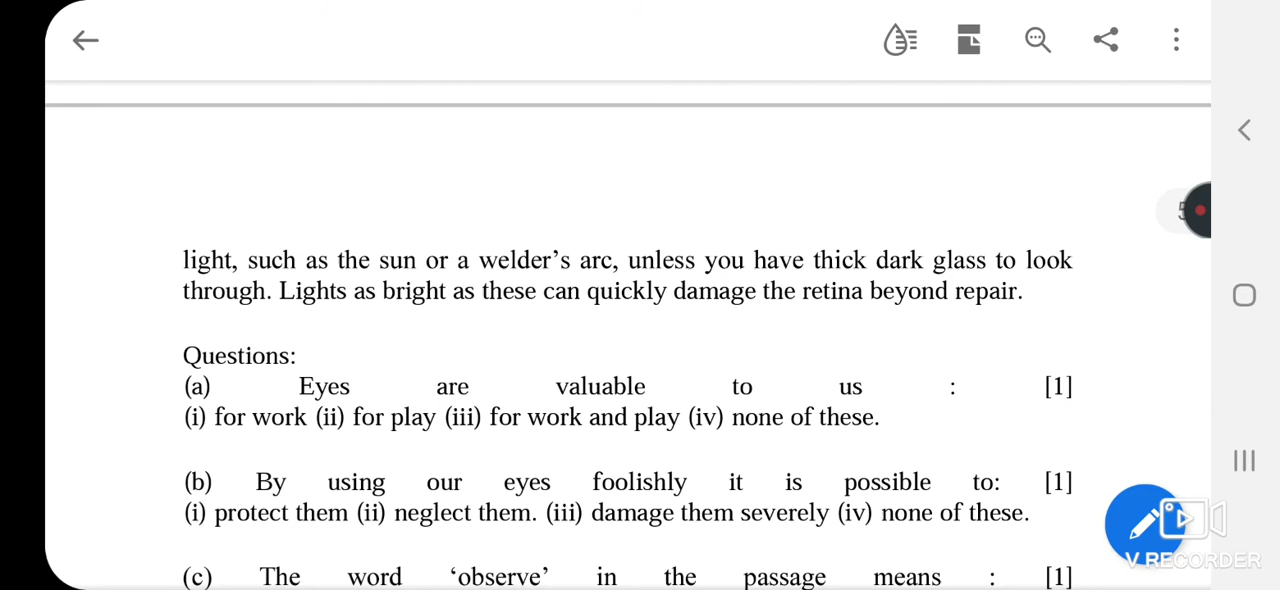 light, such as the sun or a welder’s arc, unless you have thick dark glass to look
through. Lights as bright as these can quickly damage the retina beyond repair.
Questions:
(a) Eyes are valuable to us : [1]
(i) for work (ii) for play (iii) for work and play (iv) none of these.
(b) By using our eyes foolishly it is possible to: [1]
(i) protect them (ii) neglect them. (iii) damage them severely (iv) none of these.
(c) The word ‘observe’ in the passage means : [1]
V RECORDER